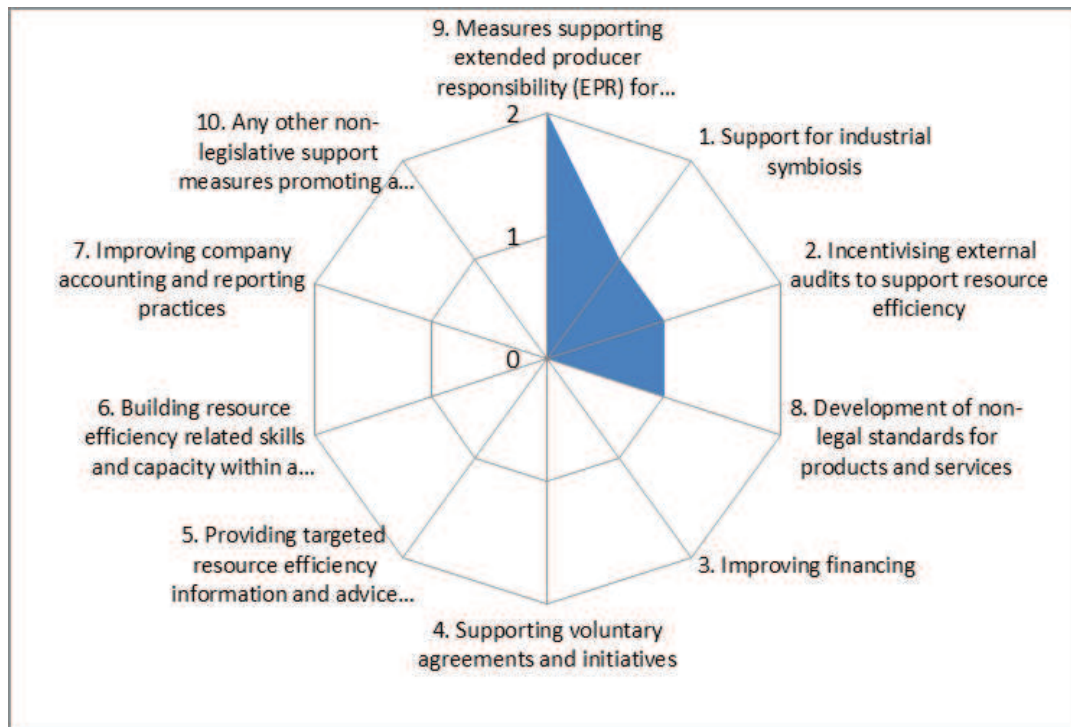 9. Measures supporting
extended producer
responsibility (EPR) for...
2
10. Any other non-
legislative support
measures promoting a...
1. Support for industrial
symbiosis
1
7. Improving company
accounting and reporting
practices
2. Incentivising external
audits to support resource
efficiency
0
6. Building resource
efficiency related skills
and capacity within a...
8. Development of non-
legal standards for
products and services
5. Providing targeted
resource efficiency
information and advice...
3. Improving financing
4. Supporting voluntary
agreements and initiatives